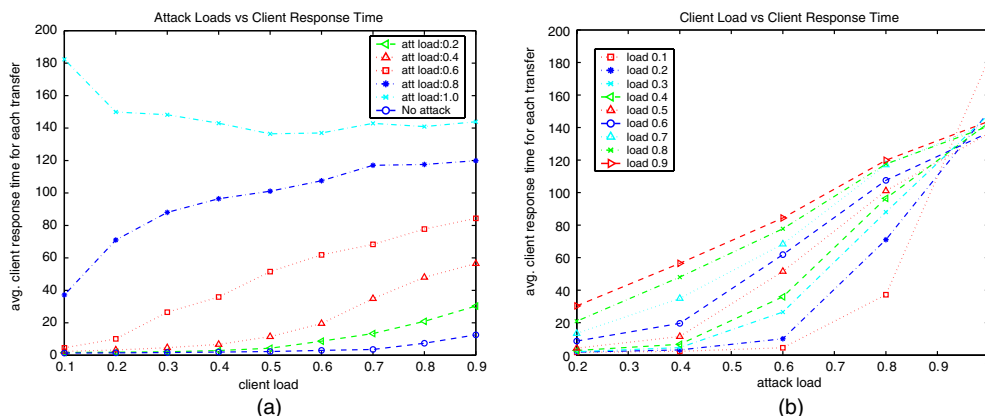 Attack Loads vs Client Response Time
200
180
160
140
120
100
80
60
40
20
0
avg. client response time for each transfer
att load:0.2
att load:0.4
att load:0.6
att load:0.8
att load:1.0
No attack
0.1 0.2 0.3 0.4 0.5 0.6 0.7 0.8 0.9
client load
(a)
Client Load vs Client Response Time
200
180
160
140
120
100
80
60
40
20
0
avg. client response time for each transfer
load 0.1
load 0.2
load 0.3
load 0.4
load 0.5
load 0.6
load 0.7
load 0.8
load 0.9
0.2 0.3 0.4 0.5 0.6 0.7 0.8 0.9
attack load
(b)